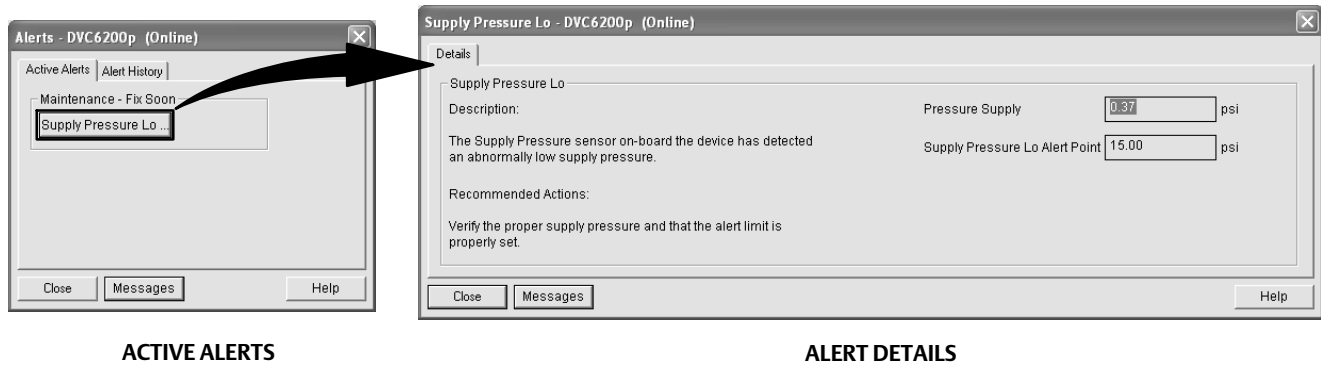 Alerts - DVC6200p (Online)
Active Alerts
Alert History
Maintenance - Fix Soon
Supply Pressure Lo ...
Close
Messages
Help
ACTIVE ALERTS
Supply Pressure Lo - DVC6200p (Online)
Details
Supply Pressure Lo
Description:
The Supply Pressure sensor on-board the device has detected
an abnormally low supply pressure.
Recommended Actions:
Verify the proper supply pressure and that the alert limit is
properly set.
Pressure Supply 0.37 psi
Supply Pressure Lo Alert Point 15.00 psi
Close
Messages
Help
ALERT DETAILS